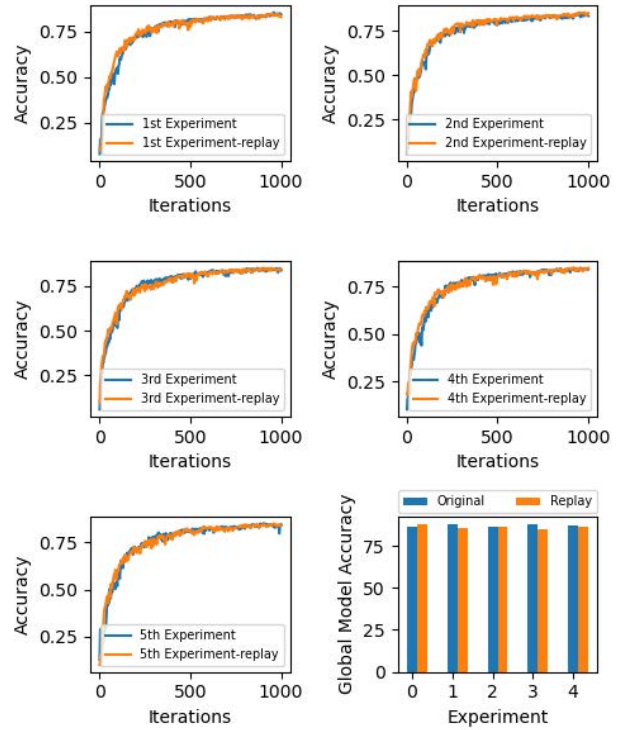 Accuracy
0.75
0.50
0.25
1st Experiment
1st Experiment-replay
0
500
1000
Iterations
Accuracy
0.75
0.50
0.25
2nd Experiment
2nd Experiment-replay
0
500
1000
Iterations
Accuracy
0.75
0.50
0.25
3rd Experiment
3rd Experiment-replay
0
500
1000
Iterations
Accuracy
0.75
0.50
0.25
4th Experiment
4th Experiment-replay
0
500
1000
Iterations
Accuracy
0.75
0.50
0.25
5th Experiment
5th Experiment-replay
0
500
1000
Iterations
Original
Replay
Global Model Accuracy
75
50
25
0
0
1
2
3
4
Experiment